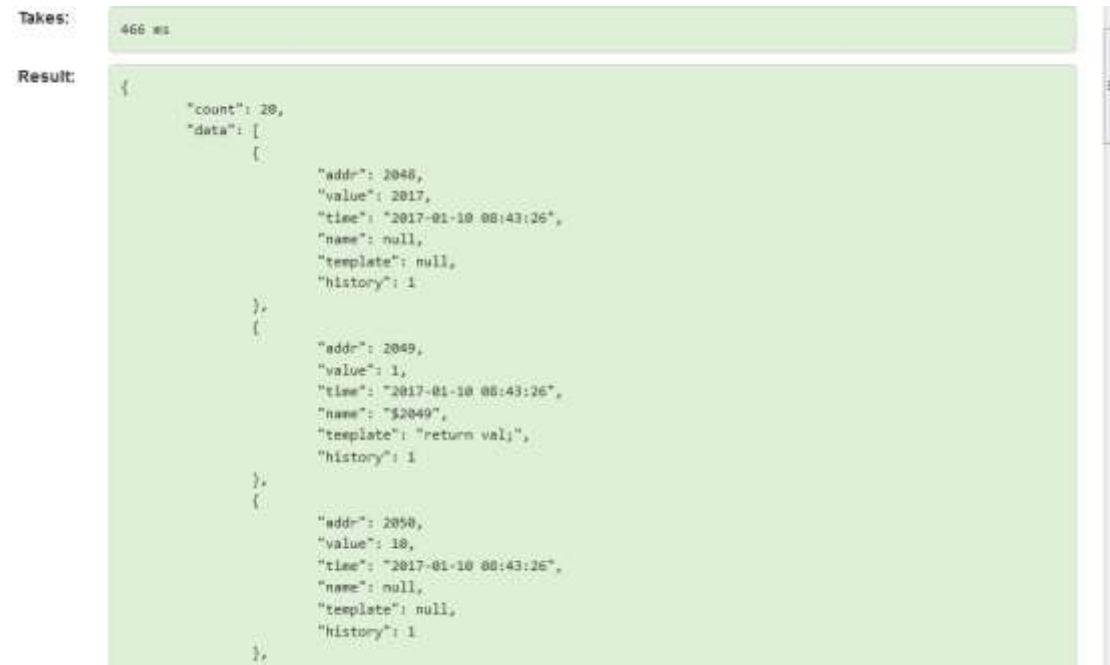 Takes:
466 ms
Result:
{
"count": 20,
"data": [
{
"addr": 2048,
"value": 2017,
"time": "2017-01-10 08:43:26",
"name": null,
"template": null,
"history": 1
},
{
"addr": 2049,
"value": 1,
"time": "2017-01-10 08:43:26",
"name": "$2049",
"template": "return val;",
"history": 1
},
{
"addr": 2050,
"value": 10,
"time": "2017-01-10 08:43:26",
"name": null,
"template": null,
"history": 1
},